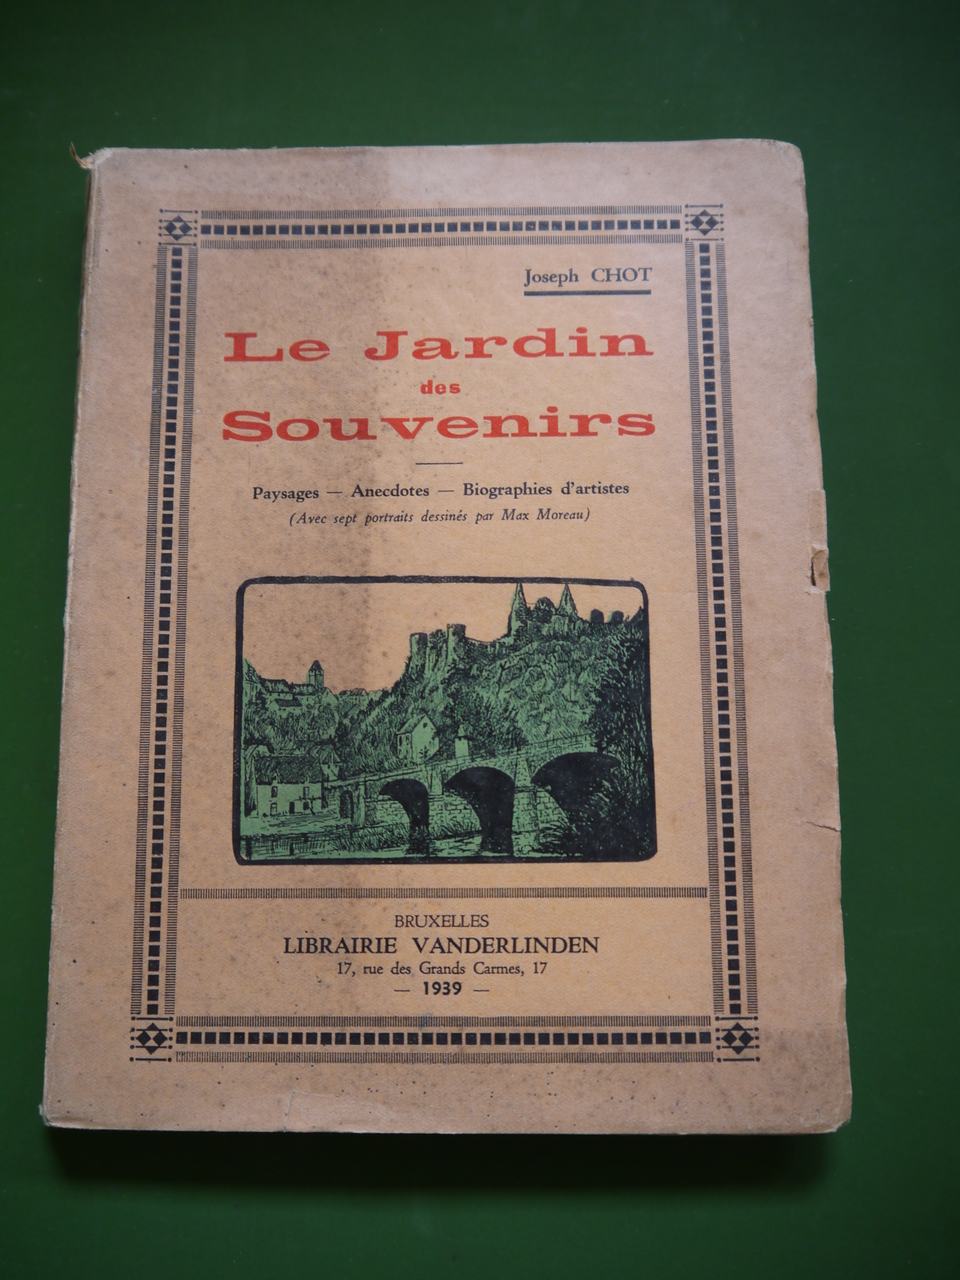 Joseph CHOT
Le Jardin
des
Souvenirs
Paysages — Anecdotes — Biographies d'artistes
(Avec sept portraits dessinés par Max Moreau)
BRUXELLES
LIBRAIRIE VANDERLINDEN
17, rue des Grands Carmes, 17
— 1939 —